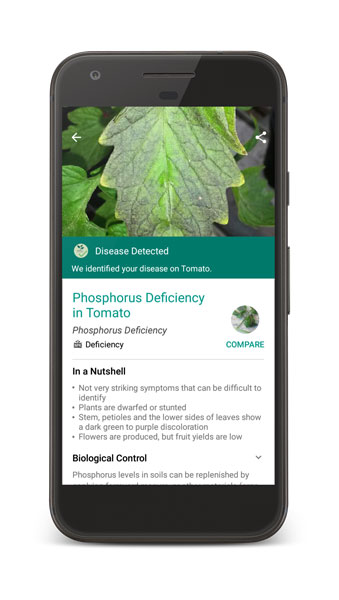 Disease Detected
We identified your disease on Tomato.
Phosphorus Deficiency
in Tomato
Phosphorus Deficiency
Deficiency
COMPARE
In a Nutshell
• Not very striking symptoms that can be difficult to
identify
• Plants are dwarfed or stunted
• Stem, petioles and the lower sides of leaves show
a dark green to purple discoloration
• Flowers are produced, but fruit yields are low
Biological Control
Phosphorus levels in soils can be replenished by